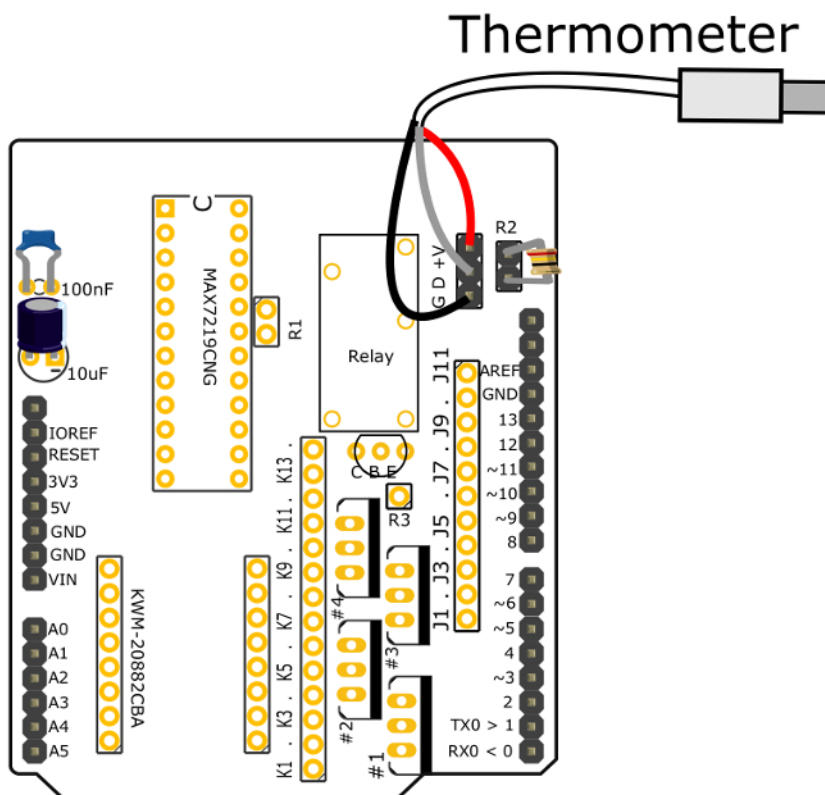 Thermometer
C
MAX7219CNG
100nF
10uF
R1
Relay
G D +V
R2
IOREF
RESET
3V3
5V
GND
GND
VIN
A0
A1
A2
A3
A4
A5
KWM-20882CBA
K1 . K3 . K5 . K7 . K9 . K11 . K13 .
C B E
R3
#4
#3
#2
#1
J1 . J3 . J5 . J7 . J9 . J11
AREF
GND
13
12
~11
~10
~9
8
7
~6
~5
4
~3
2
TX0 > 1
RX0 < 0